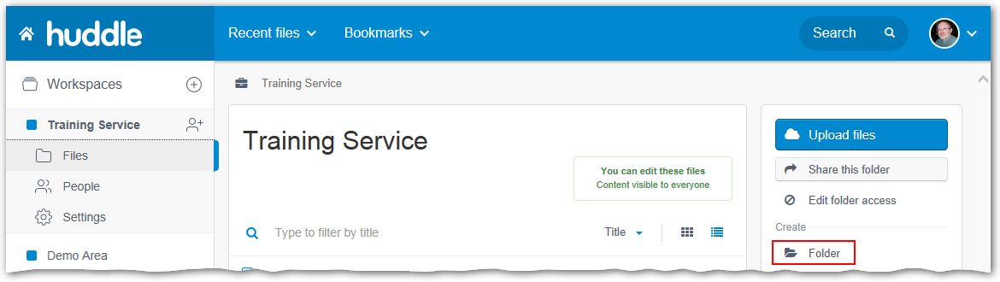 huddle
Recent files
Bookmarks
Search
Workspaces
Training Service
Training Service
Files
People
Settings
Demo Area
Training Service
You can edit these files
Content visible to everyone
Type to filter by title
Title
Upload files
Share this folder
Edit folder access
Create
Folder